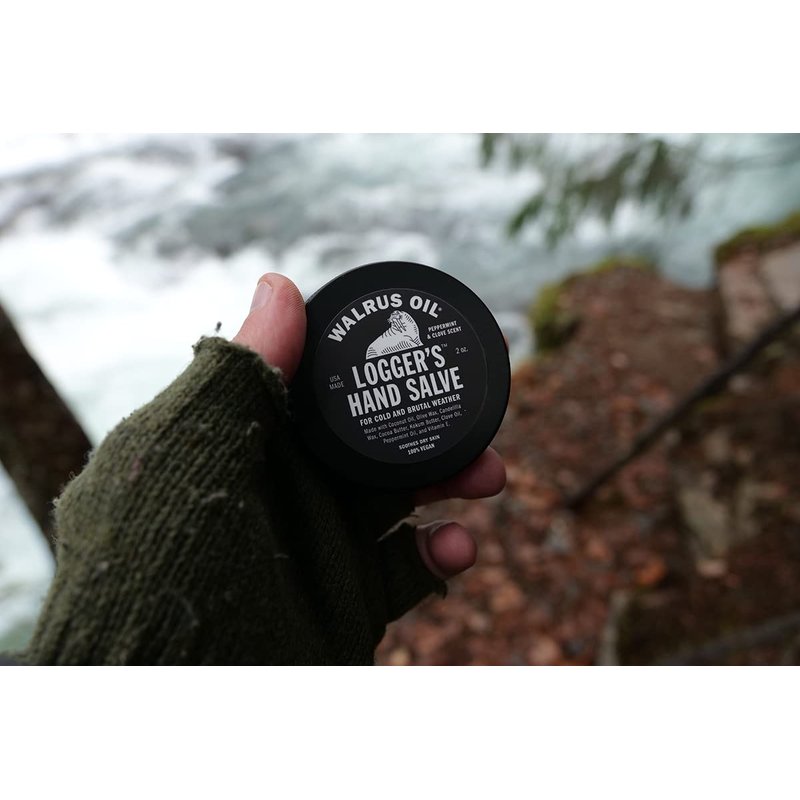 WALRUS OIL®
PEPPERMINT
& CLOVE SCENT
USA
MADE
LOGGER'S™
2 oz.
HAND SALVE
FOR COLD AND BRUTAL WEATHER
Made with Coconut Oil, Olive Wax, Candelilla
Wax, Cocoa Butter, Kokum Butter, Clove Oil,
Peppermint Oil, and Vitamin E.
SOOTHES DRY SKIN
100% VEGAN